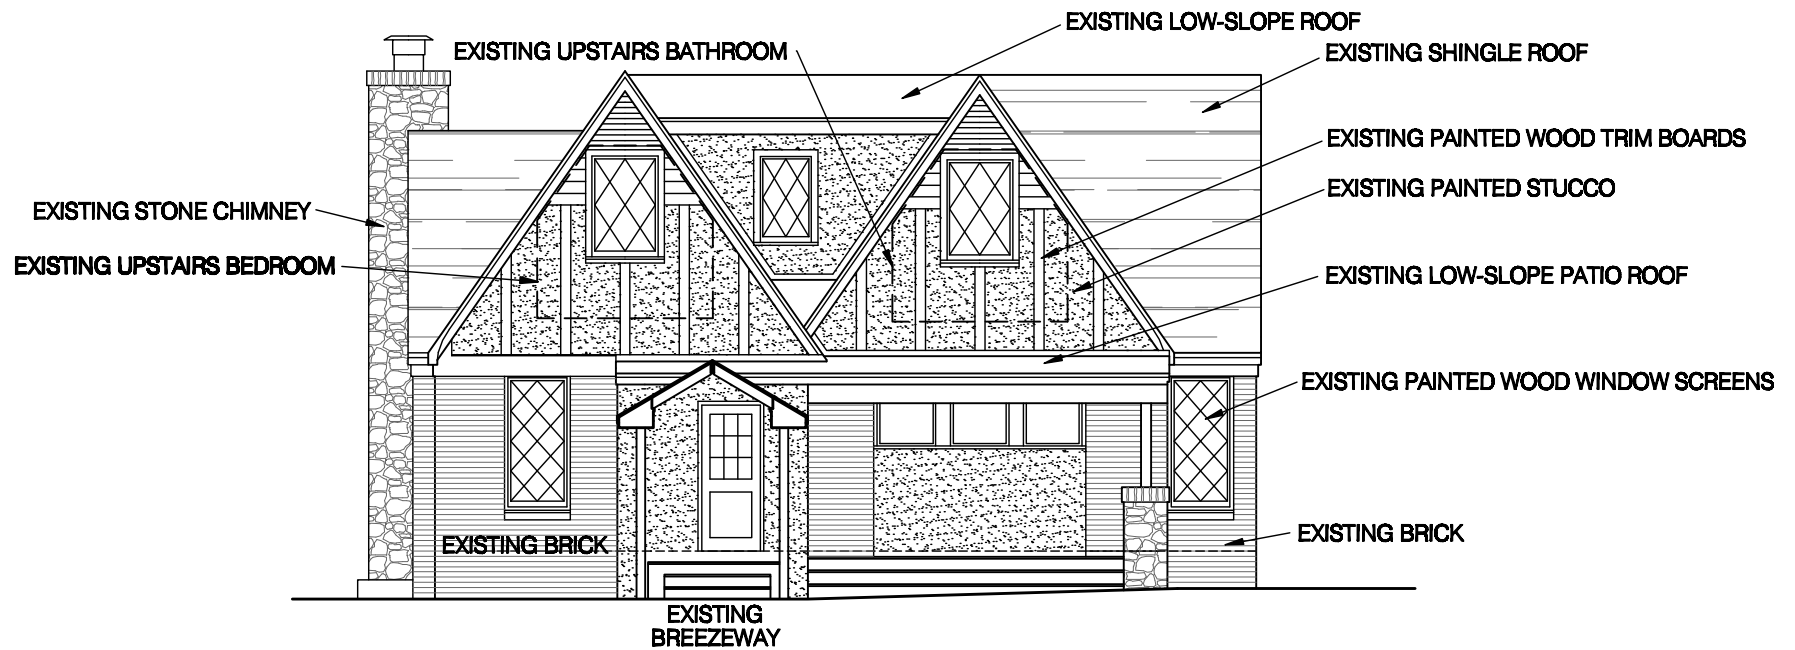 EXISTING LOW-SLOPE ROOF
EXISTING UPSTAIRS BATHROOM
EXISTING SHINGLE ROOF
EXISTING PAINTED WOOD TRIM BOARDS
EXISTING PAINTED STUCCO
EXISTING STONE CHIMNEY
EXISTING UPSTAIRS BEDROOM
EXISTING LOW-SLOPE PATIO ROOF
EXISTING PAINTED WOOD WINDOW SCREENS
EXISTING BRICK
EXISTING BRICK
EXISTING
BREEZEWAY